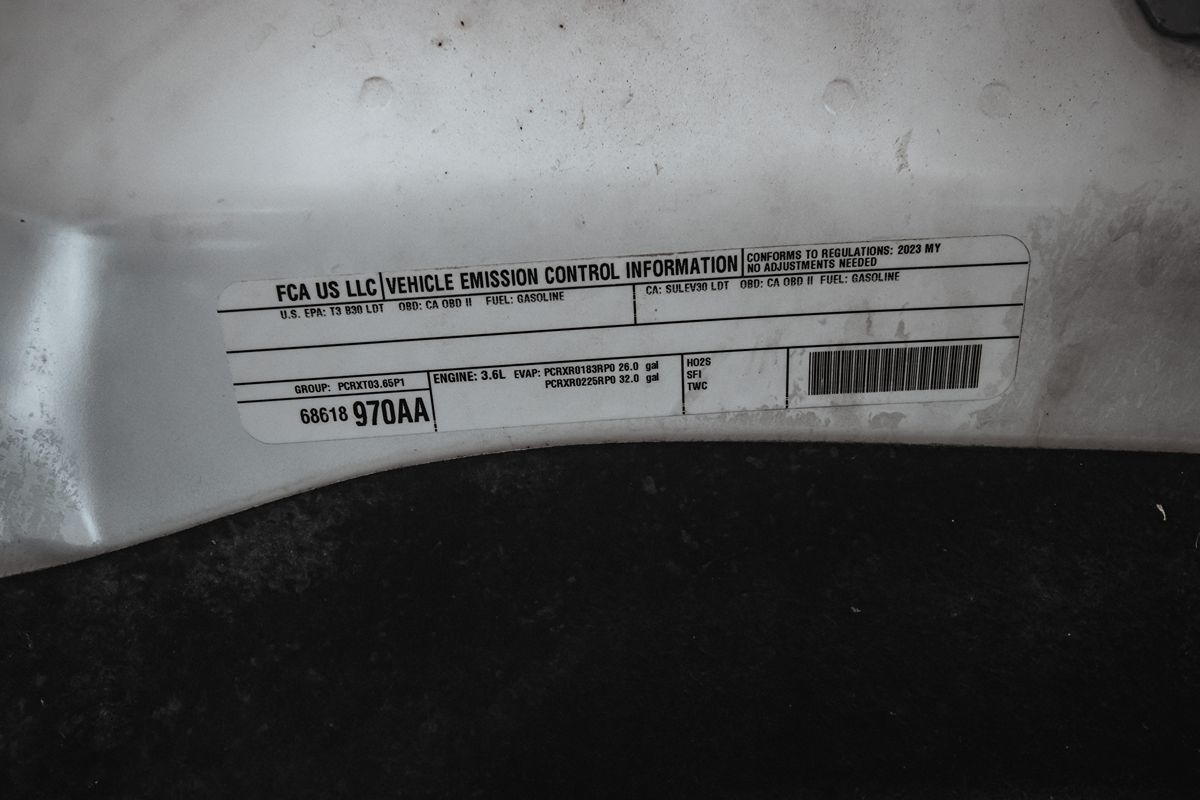 FCA US LLC VEHICLE EMISSION CONTROL INFORMATION
CONFORMS TO REGULATIONS: 2023 MY
NO ADJUSTMENTS NEEDED
U.S. EPA: T3 B30 LDT OBD: CA OBD II FUEL: GASOLINE
CA: SULEV30 LDT OBD: CA OBD II FUEL: GASOLINE
GROUP: PCRXT03.65P1
68618 970AA
ENGINE: 3.6L EVAP: PCRXR0183RP0 26.0 gal
PCRXR0225RP0 32.0 gal
HO2S
SFI
TWC